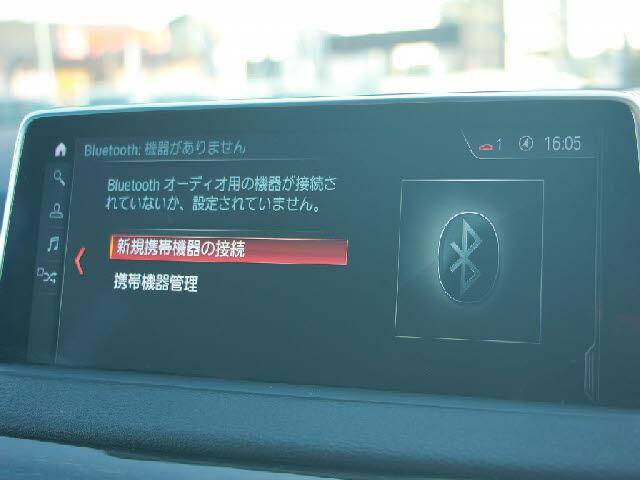 Bluetooth: 機器がありません
1 16:05
Bluetooth オーディオ用の機器が接続さ
れていないか、設定されていません。
新規携帯機器の接続
携帯機器管理